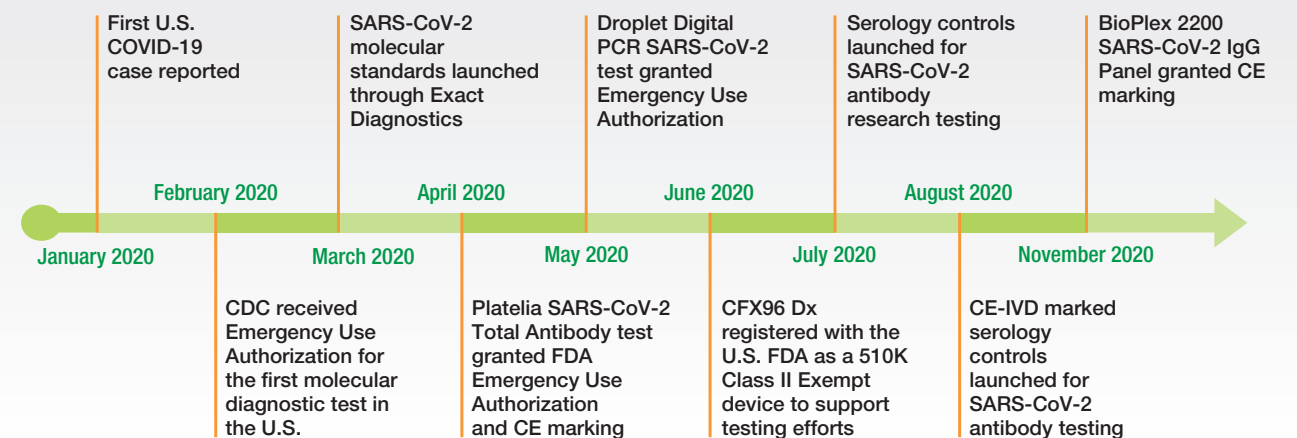 First U.S.
COVID-19
case reported
SARS-CoV-2
molecular
standards launched
through Exact
Diagnostics
Droplet Digital
PCR SARS-CoV-2
test granted
Emergency Use
Authorization
Serology controls
launched for
SARS-CoV-2
antibody
research testing
BioPlex 2200
SARS-CoV-2 IgG
Panel granted CE
marking
February 2020
April 2020
June 2020
August 2020
January 2020
March 2020
May 2020
July 2020
November 2020
CDC received
Emergency Use
Authorization for
the first molecular
diagnostic test in
the U.S.
Platelia SARS-CoV-2
Total Antibody test
granted FDA
Emergency Use
Authorization
and CE marking
CFX96 Dx
registered with the
U.S. FDA as a 510K
Class II Exempt
device to support
testing efforts
CE-IVD marked
serology
controls
launched for
SARS-CoV-2
antibody testing